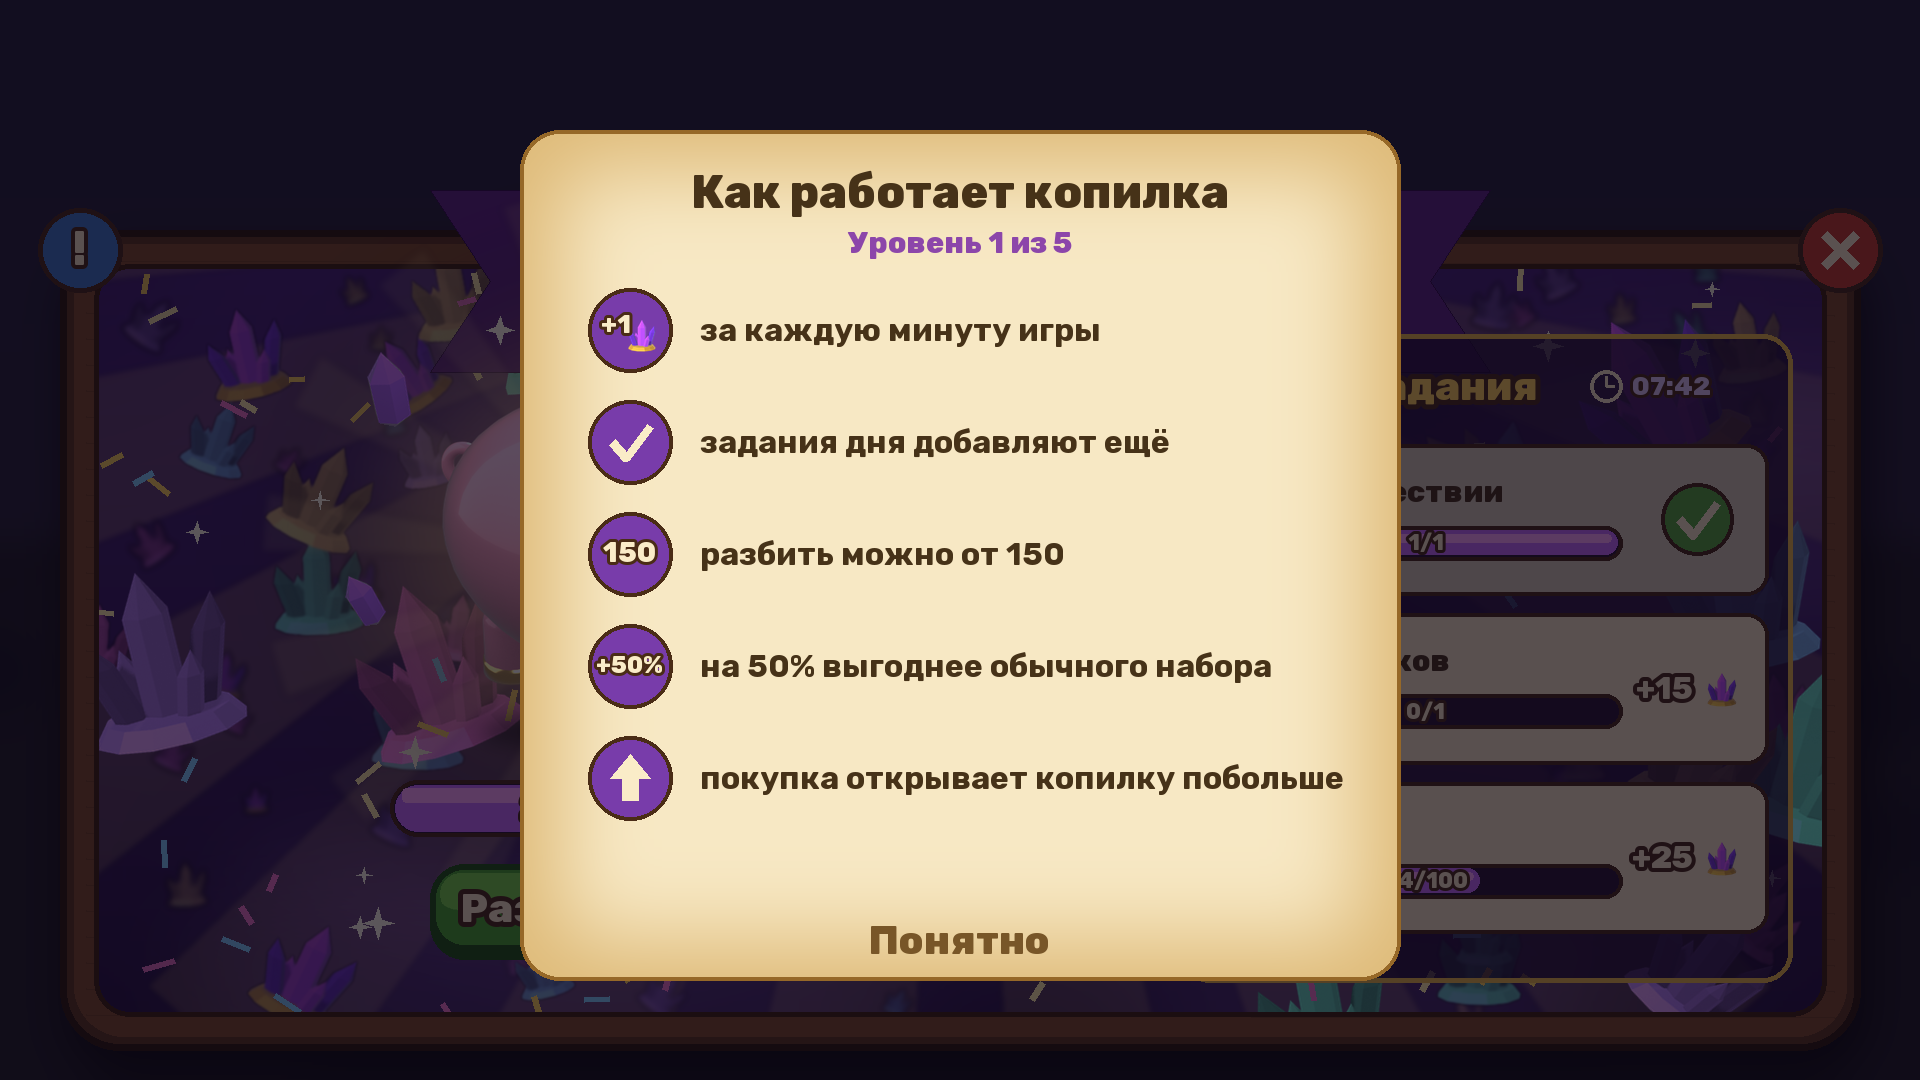 Как работает копилка
Уровень 1 из 5
+1 за каждую минуту игры
задания дня добавляют ещё
150 разбить можно от 150
+50% на 50% выгоднее обычного набора
покупка открывает копилку побольше
Понятно
!
07:42
1/1
0/1
+15
4/100
+25